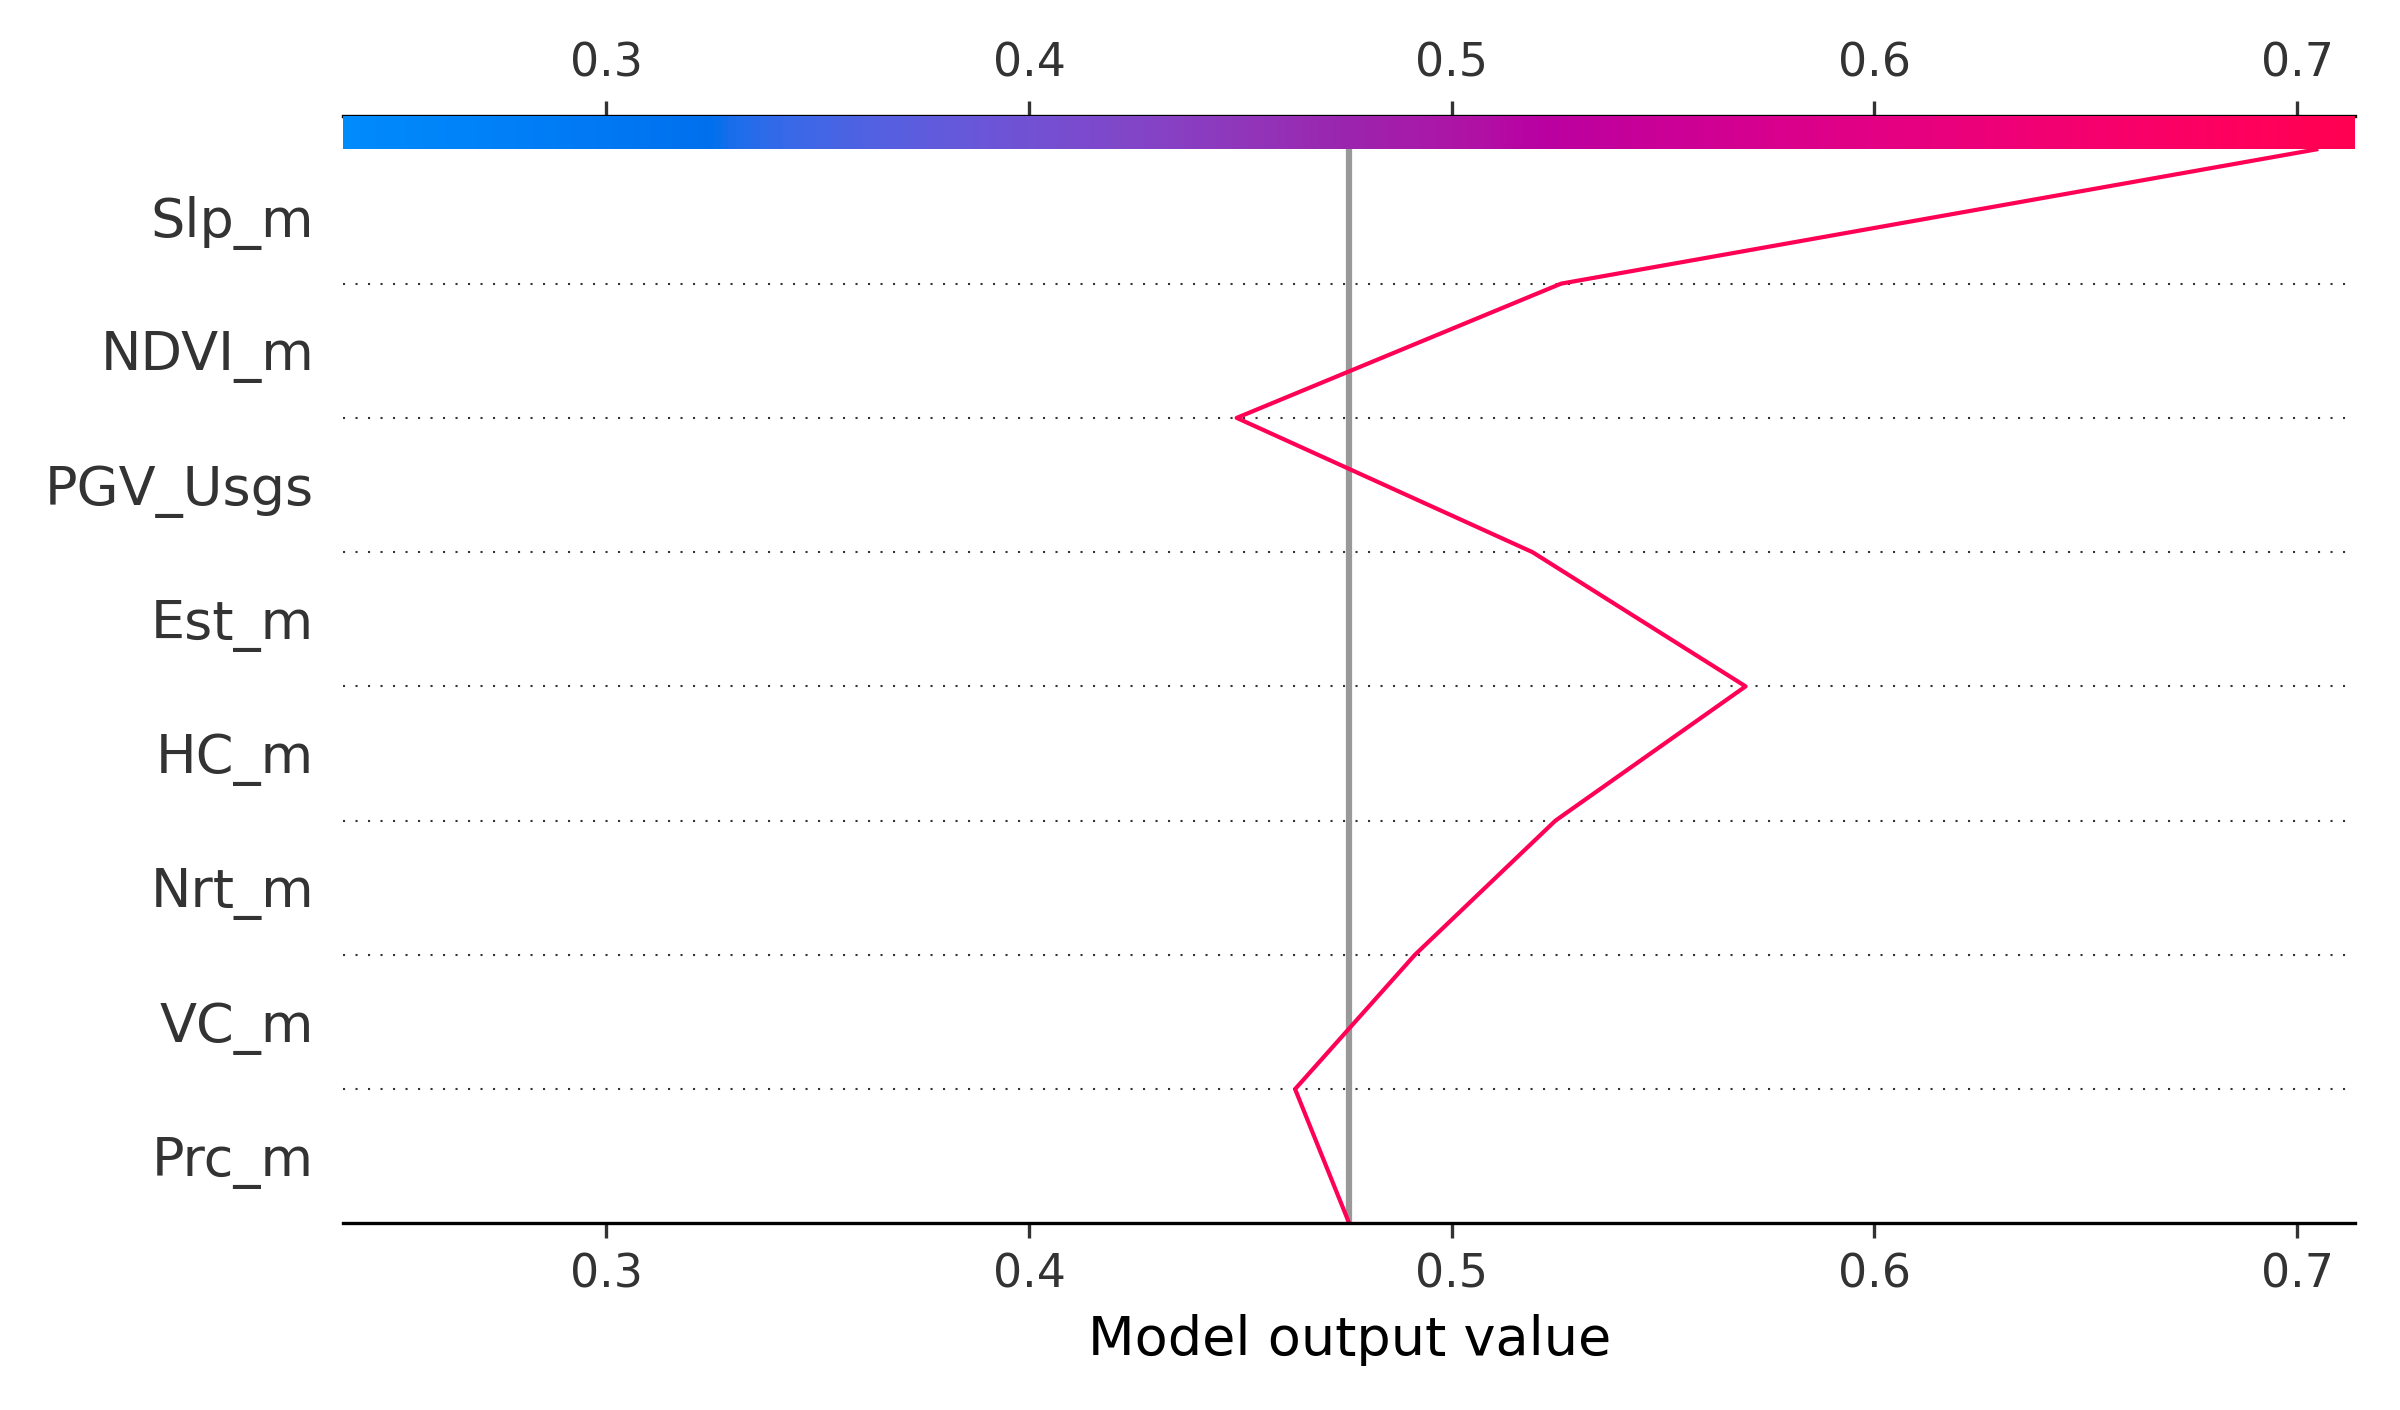 0.3 0.4 0.5 0.6 0.7
Slp_m
NDVI_m
PGV_Usgs
Est_m
HC_m
Nrt_m
VC_m
Prc_m
0.3 0.4 0.5 0.6 0.7
Model output value